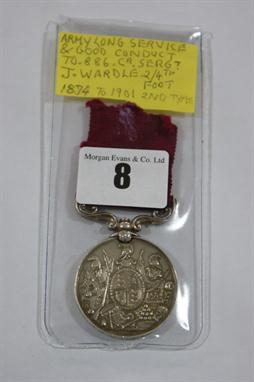 ARMY LONG SERVICE
& GOOD CONDUCT
TO. 886. Cr. SERGT
J. WARDLE 2/4TH
FOOT
1874 TO 1901 2ND TYPE
Morgan Evans & Co. Ltd
8